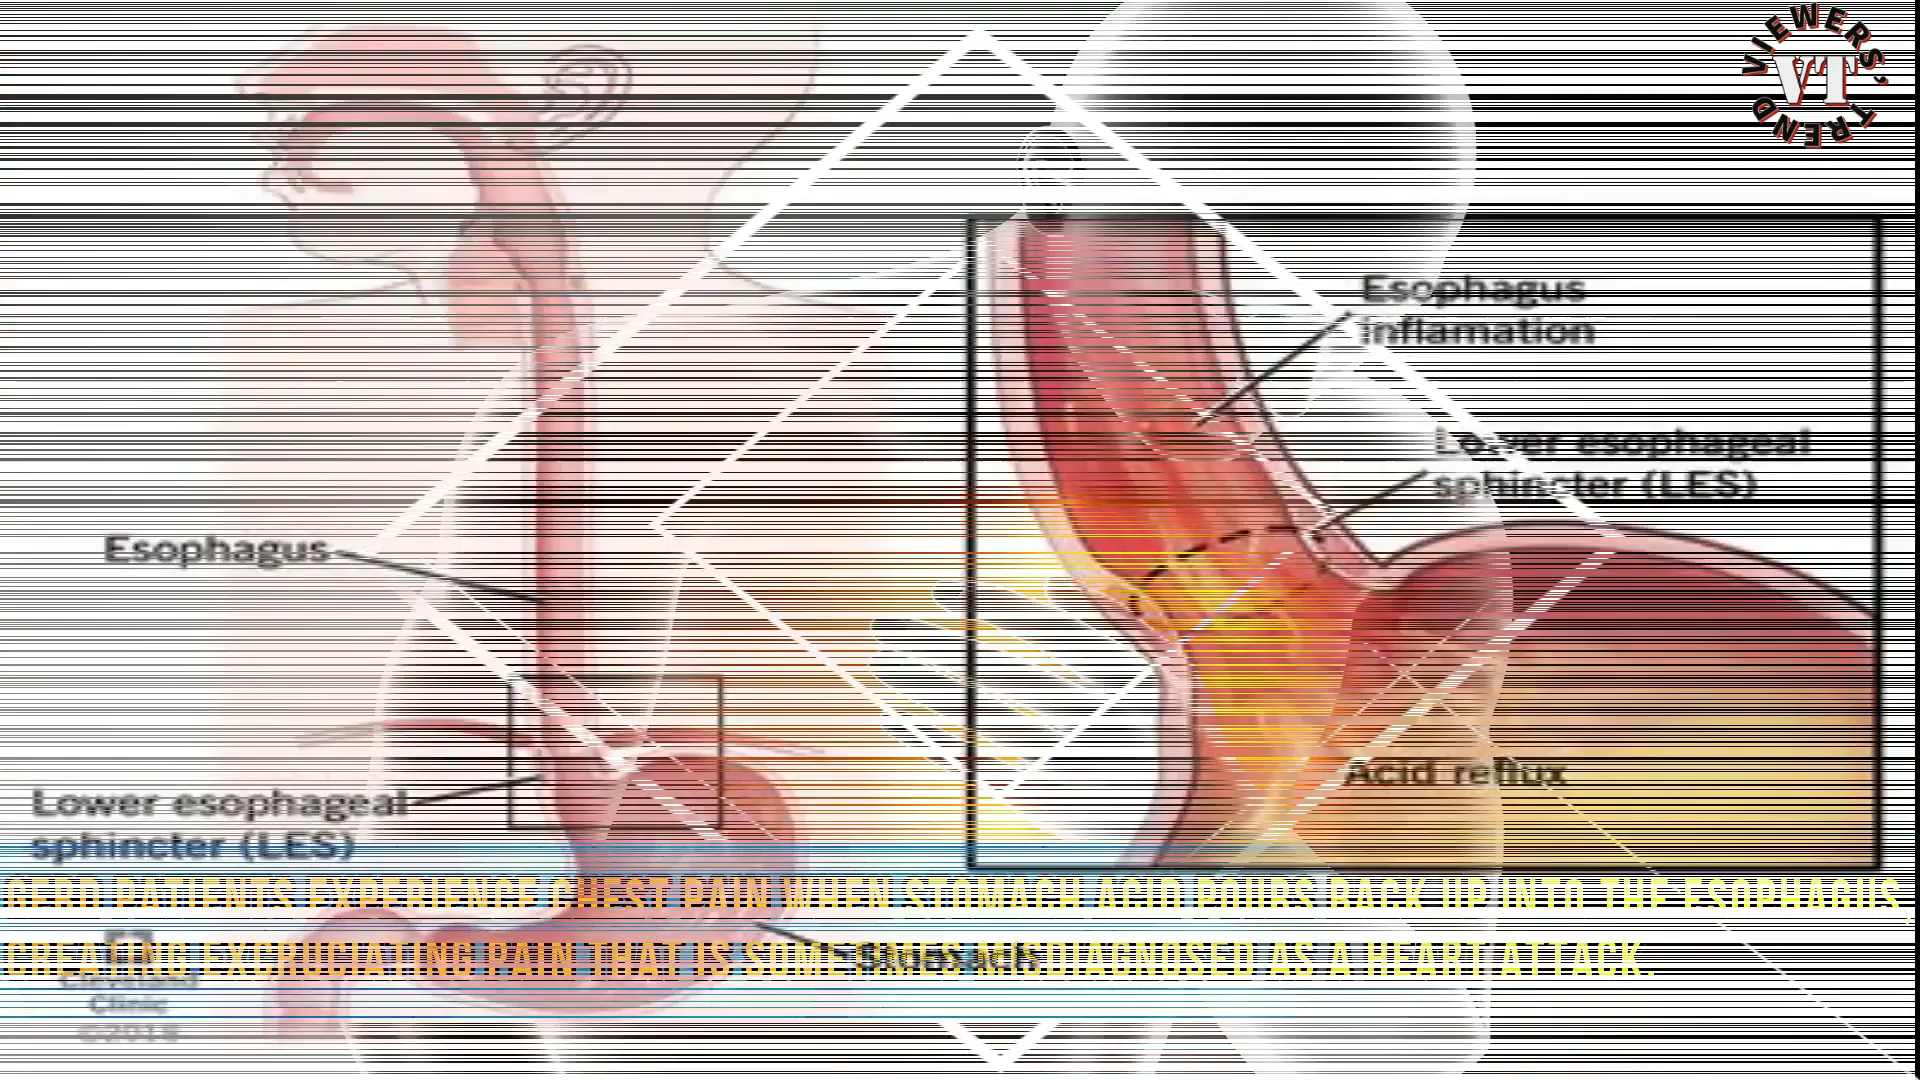 VIEWERS' TREND
VT
Esophagus
inflamation
Lower esophageal
sphincter (LES)
Esophagus
Acid reflux
Lower esophageal
sphincter (LES)
GERD PATIENTS EXPERIENCE CHEST PAIN WHEN STOMACH ACID POURS BACK UP INTO THE ESOPHAGUS,
CREATING EXCRUCIATING PAIN THAT IS SOMETIMES MISDIAGNOSED AS A HEART ATTACK.
Stomach
Cleveland
Clinic
©2018